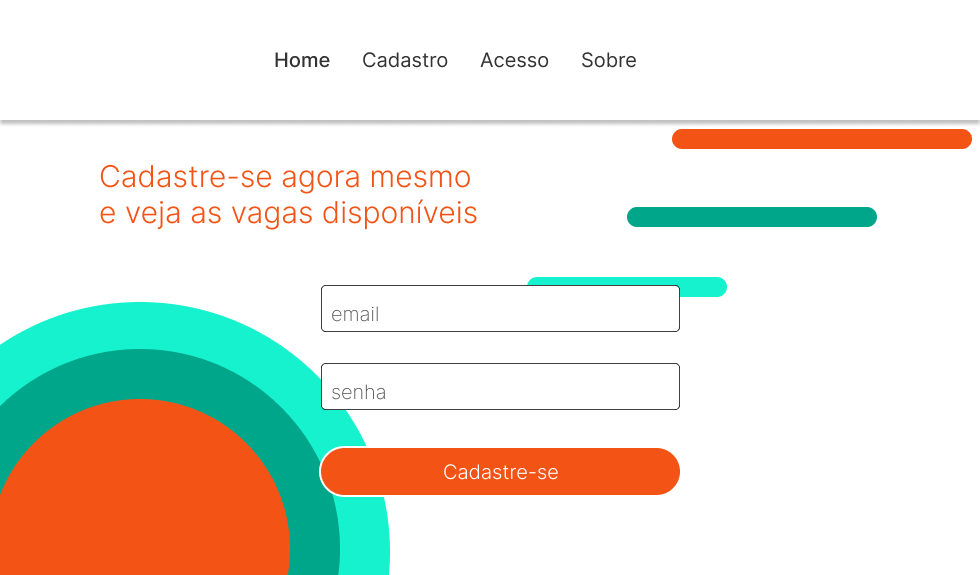 Home Cadastro Acesso Sobre
Cadastre-se agora mesmo
e veja as vagas disponíveis
email
senha
Cadastre-se